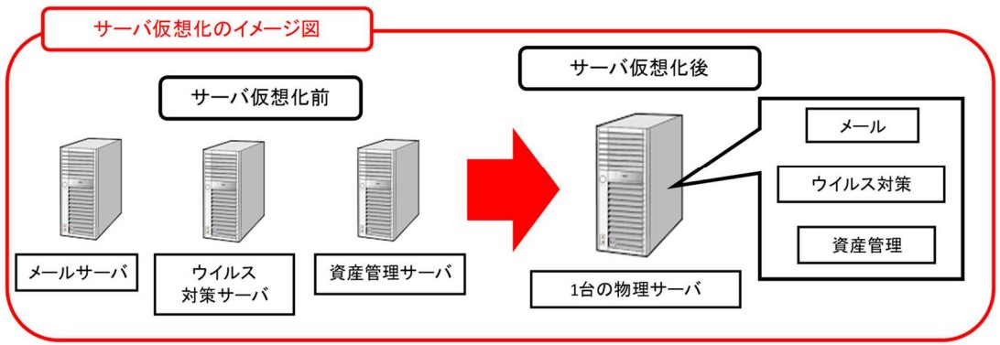 サーバ仮想化のイメージ図
サーバ仮想化前
メールサーバ
ウイルス
対策サーバ
資産管理サーバ
サーバ仮想化後
1台の物理サーバ
メール
ウイルス対策
資産管理